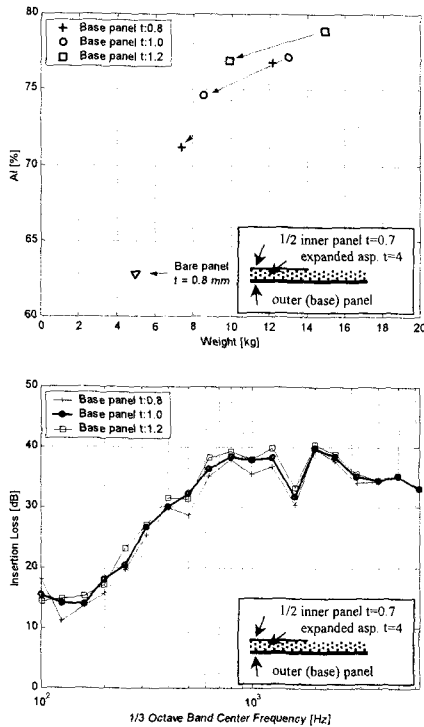 80
75
70
65
60
AI [%]
+ Base panel t:0.8
o Base panel t:1.0
□ Base panel t:1.2
Bare panel
t = 0.8 mm
1/2 inner panel t=0.7
expanded asp. t=4
outer (base) panel
0 2 4 6 8 10 12 14 16 18 20
Weight [kg]
50
40
30
20
10
0
Insertion Loss [dB]
Base panel t:0.8
Base panel t:1.0
Base panel t:1.2
1/2 inner panel t=0.7
expanded asp. t=4
outer (base) panel
10² 10³
1/3 Octave Band Center Frequency [Hz]